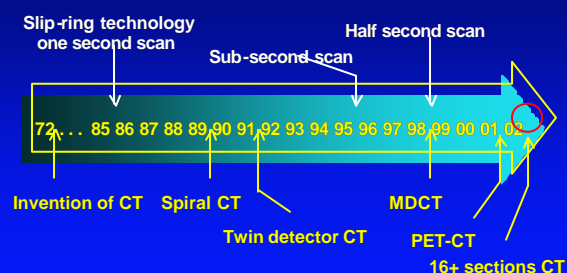 Slip-ring technology
one second scan
Half second scan
Sub-second scan
72 . . . 85 86 87 88 89 90 91 92 93 94 95 96 97 98 99 00 01 02
Invention of CT Spiral CT MDCT
Twin detector CT
PET-CT
16+ sections CT